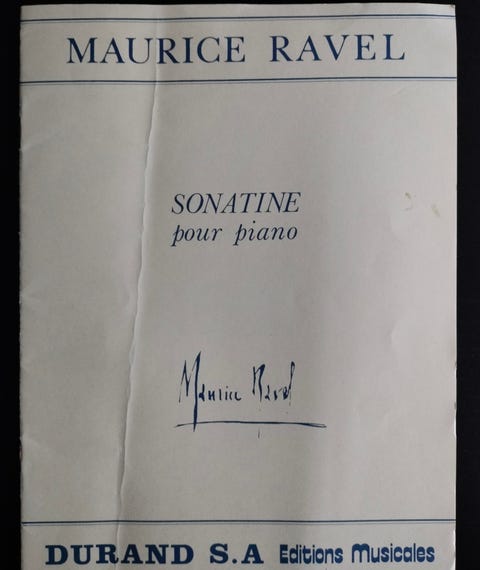 MAURICE RAVEL
SONATINE
pour piano
Maurice Ravel
DURAND S.A Editions Musicales